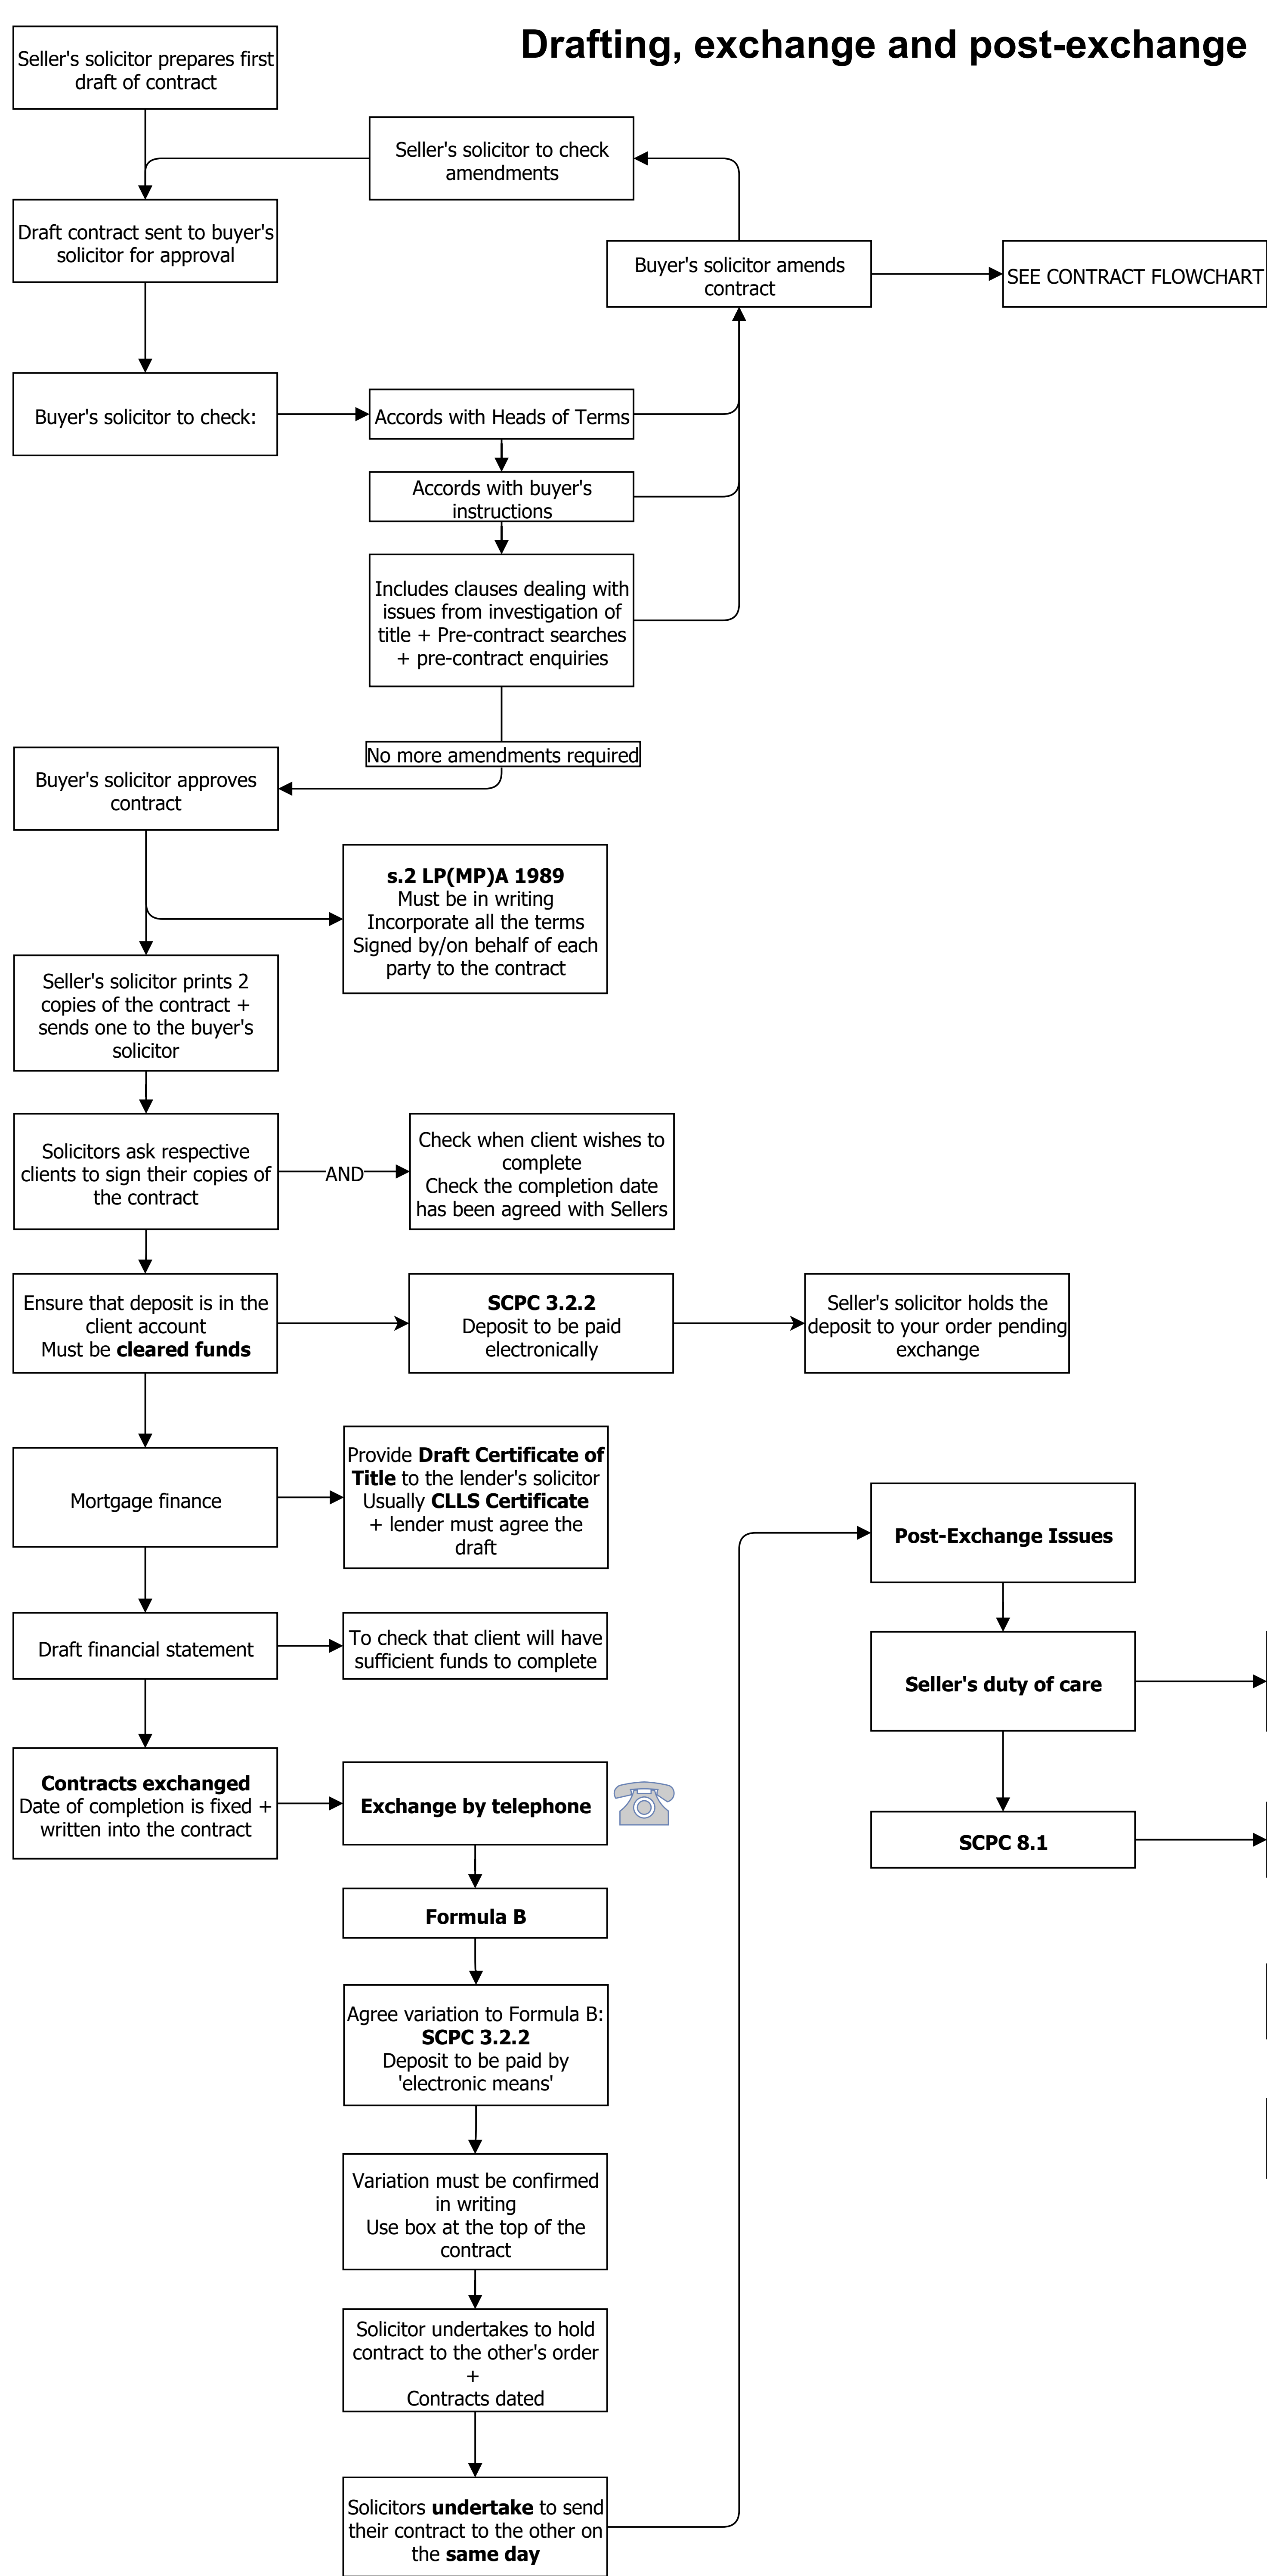 Drafting, exchange and post-exchange
Seller's solicitor prepares first
draft of contract
Seller's solicitor to check
amendments
Draft contract sent to buyer's
solicitor for approval
Buyer's solicitor amends
contract
SEE CONTRACT FLOWCHART
Buyer's solicitor to check:
Accords with Heads of Terms
Accords with buyer's
instructions
Includes clauses dealing with
issues from investigation of
title + Pre-contract searches
+ pre-contract enquiries
No more amendments required
Buyer's solicitor approves
contract
s.2 LP(MP)A 1989
Must be in writing
Incorporate all the terms
Signed by/on behalf of each
party to the contract
Seller's solicitor prints 2
copies of the contract +
sends one to the buyer's
solicitor
Solicitors ask respective
clients to sign their copies of
the contract
AND
Check when client wishes to
complete
Check the completion date
has been agreed with Sellers
Ensure that deposit is in the
client account
Must be cleared funds
SCPC 3.2.2
Deposit to be paid
electronically
Seller's solicitor holds the
deposit to your order pending
exchange
Mortgage finance
Provide Draft Certificate of
Title to the lender's solicitor
Usually CLLS Certificate
+ lender must agree the
draft
Draft financial statement
To check that client will have
sufficient funds to complete
Contracts exchanged
Date of completion is fixed +
written into the contract
Exchange by telephone
Formula B
Agree variation to Formula B:
SCPC 3.2.2
Deposit to be paid by
'electronic means'
Variation must be confirmed
in writing
Use box at the top of the
contract
Solicitor undertakes to hold
contract to the other's order
+
Contracts dated
Solicitors undertake to send
their contract to the other on
the same day
Post-Exchange Issues
Seller's duty of care
SCPC 8.1